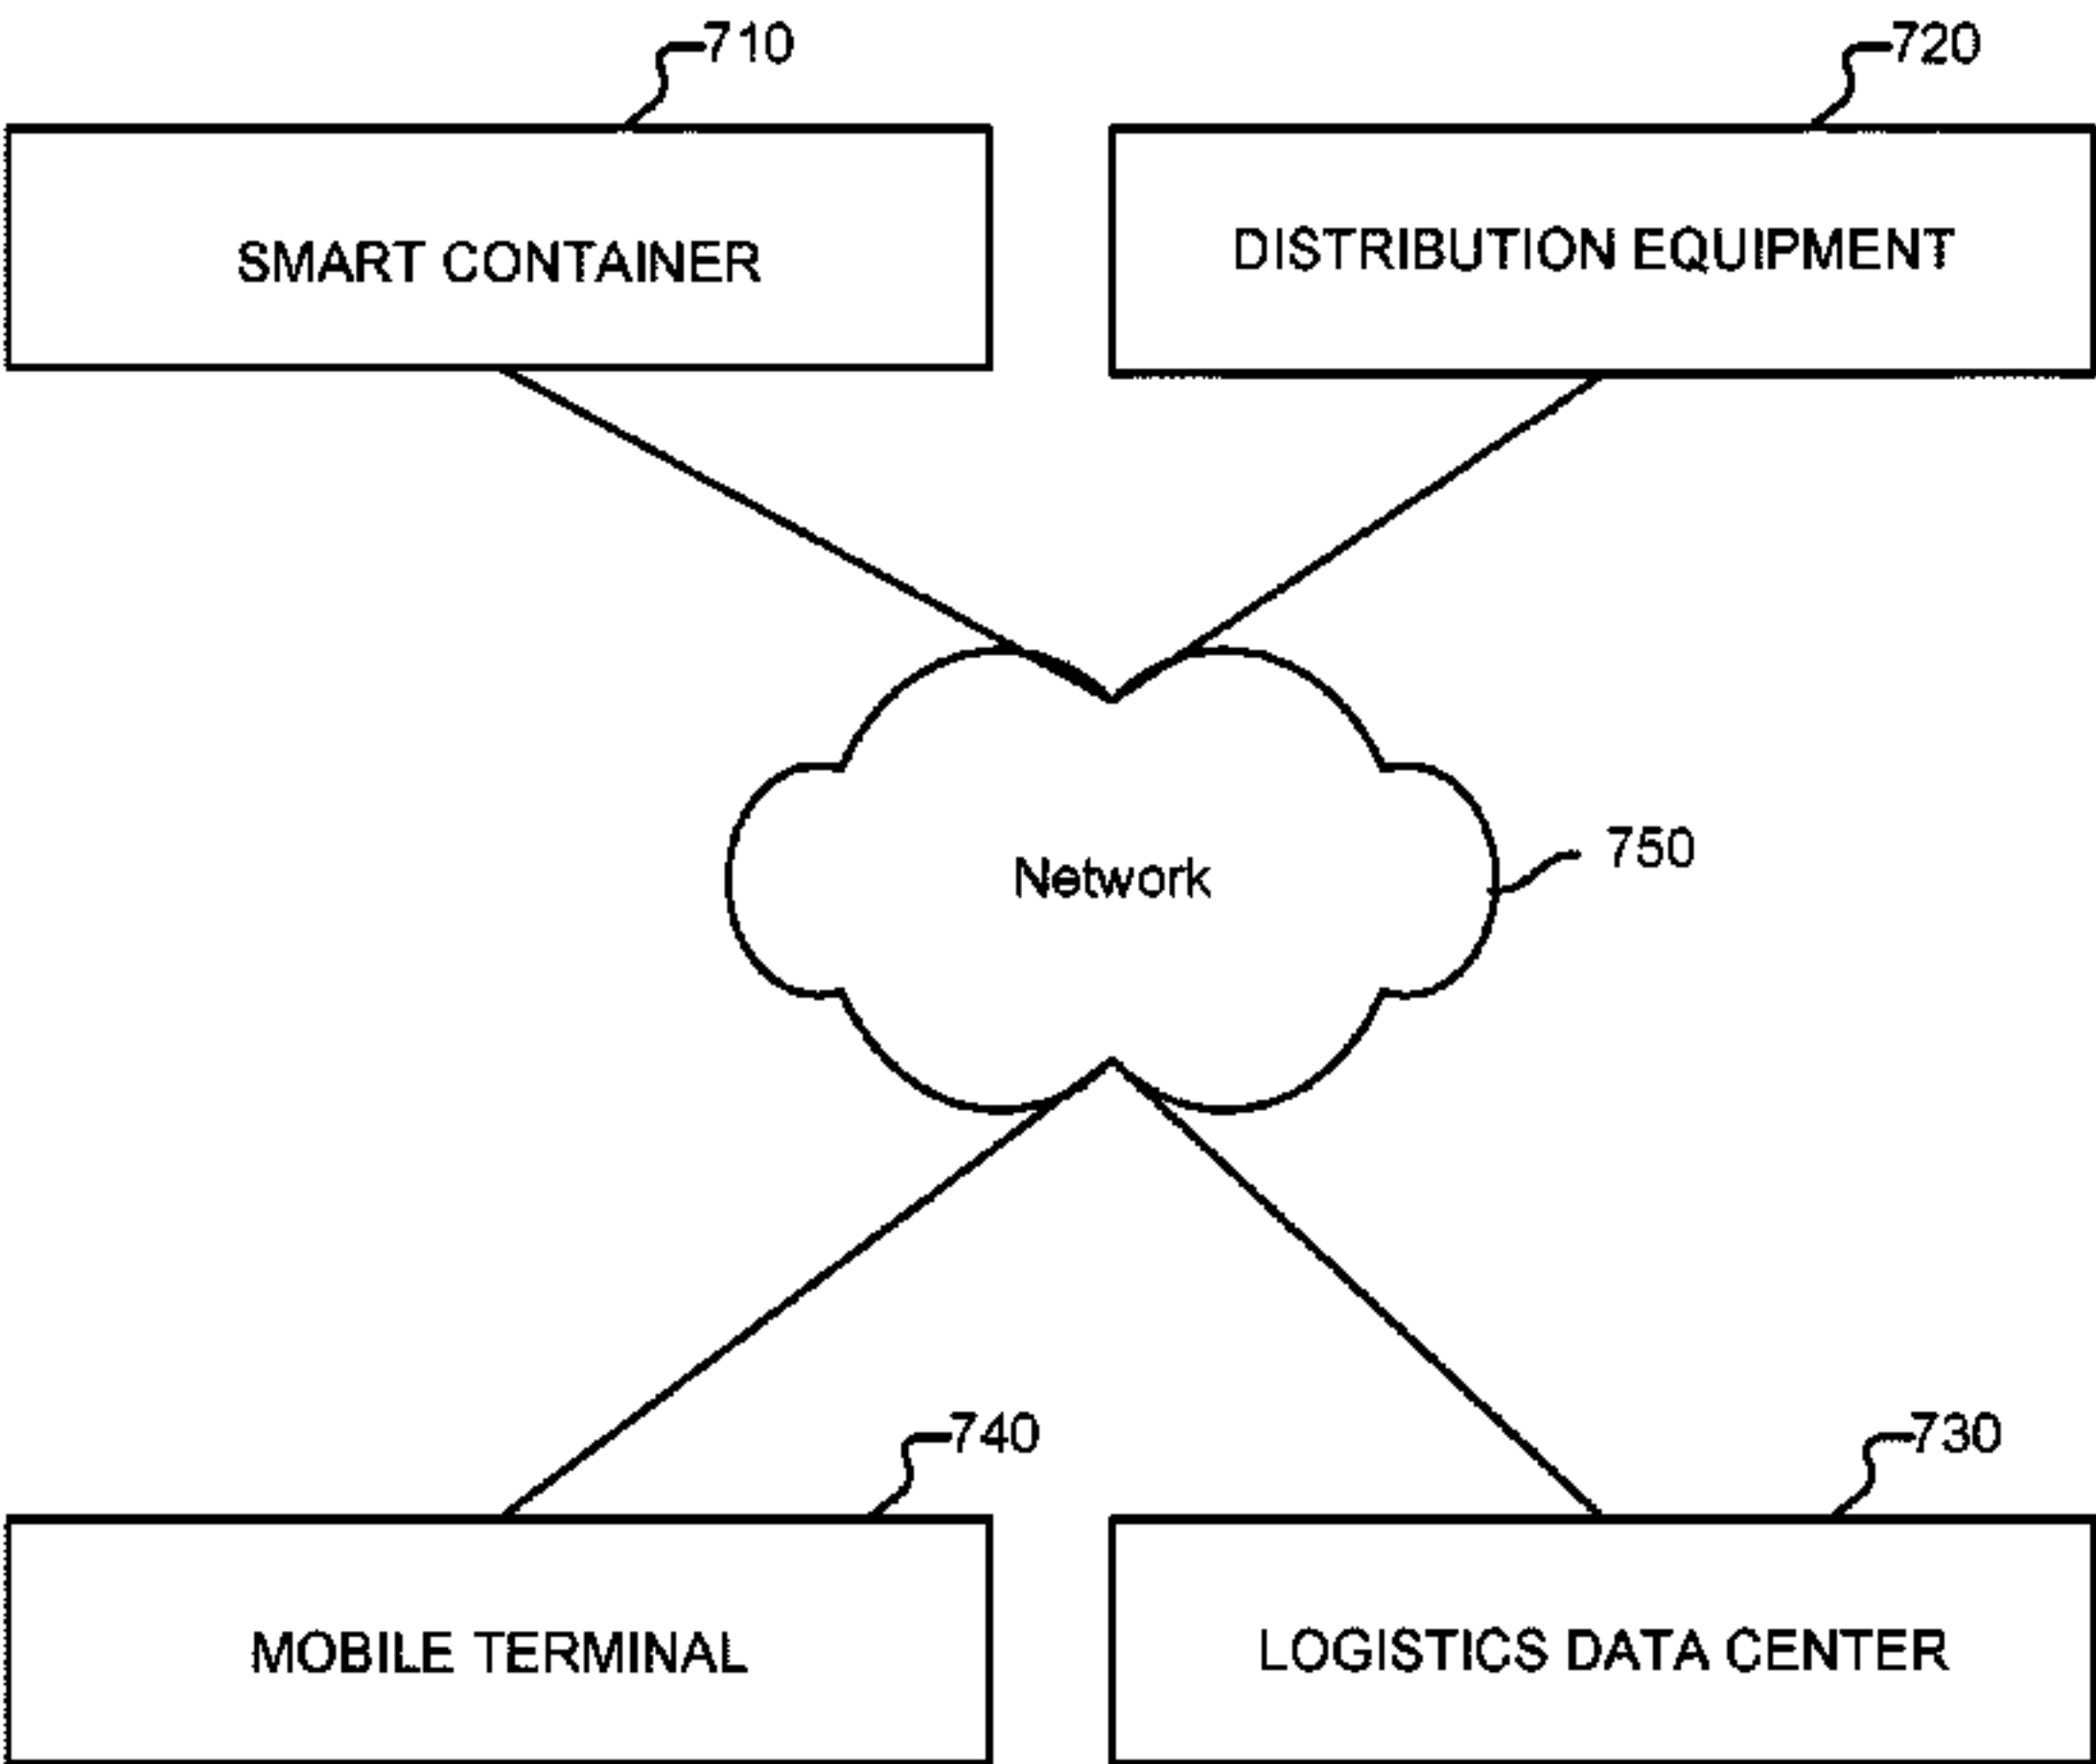 710
720
SMART CONTAINER
DISTRIBUTION EQUIPMENT
Network
750
740
730
MOBILE TERMINAL
LOGISTICS DATA CENTER